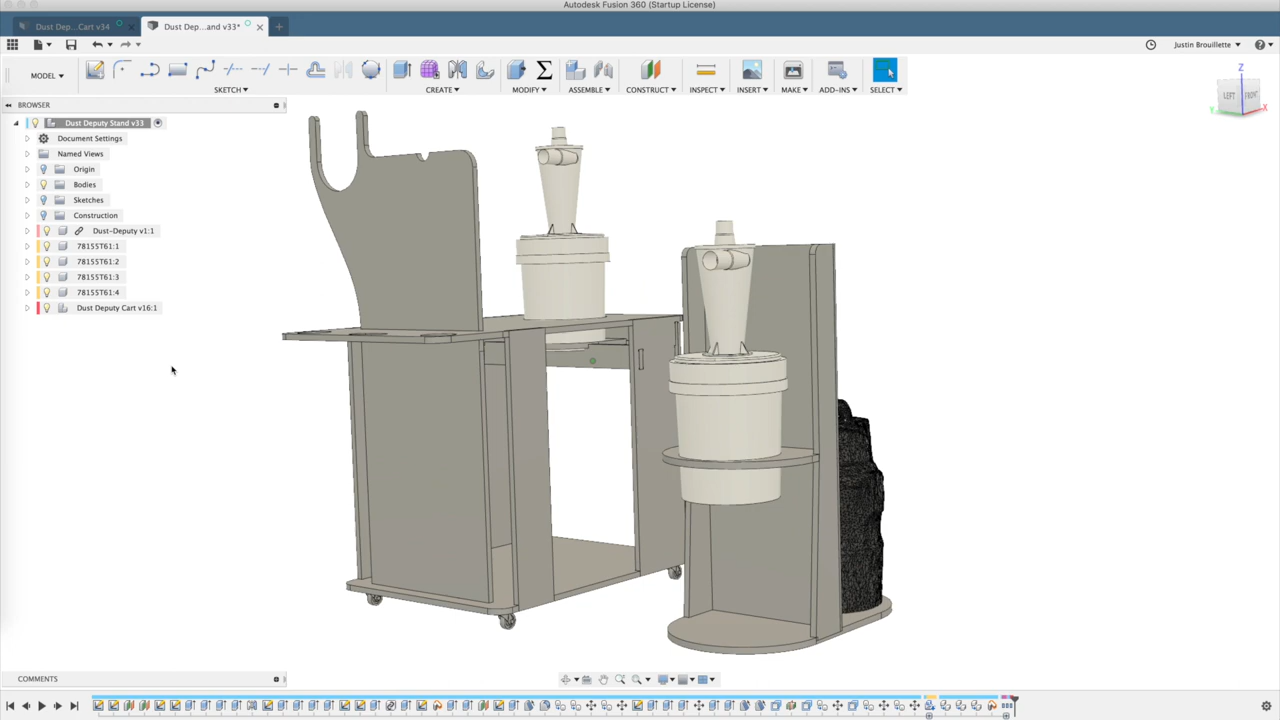 Autodesk Fusion 360 (Startup License)
Dust Dep...Cart v34
Dust Dep...and v33*
Justin Brouillette
MODEL
SKETCH
CREATE
MODIFY
ASSEMBLE
CONSTRUCT
INSPECT
INSERT
MAKE
ADD-INS
SELECT
Z
LEFT
FRONT
Y
X
BROWSER
Dust Deputy Stand v33
Document Settings
Named Views
Origin
Bodies
Sketches
Construction
Dust-Deputy v1:1
78155T61:1
78155T61:2
78155T61:3
78155T61:4
Dust Deputy Cart v16:1
COMMENTS